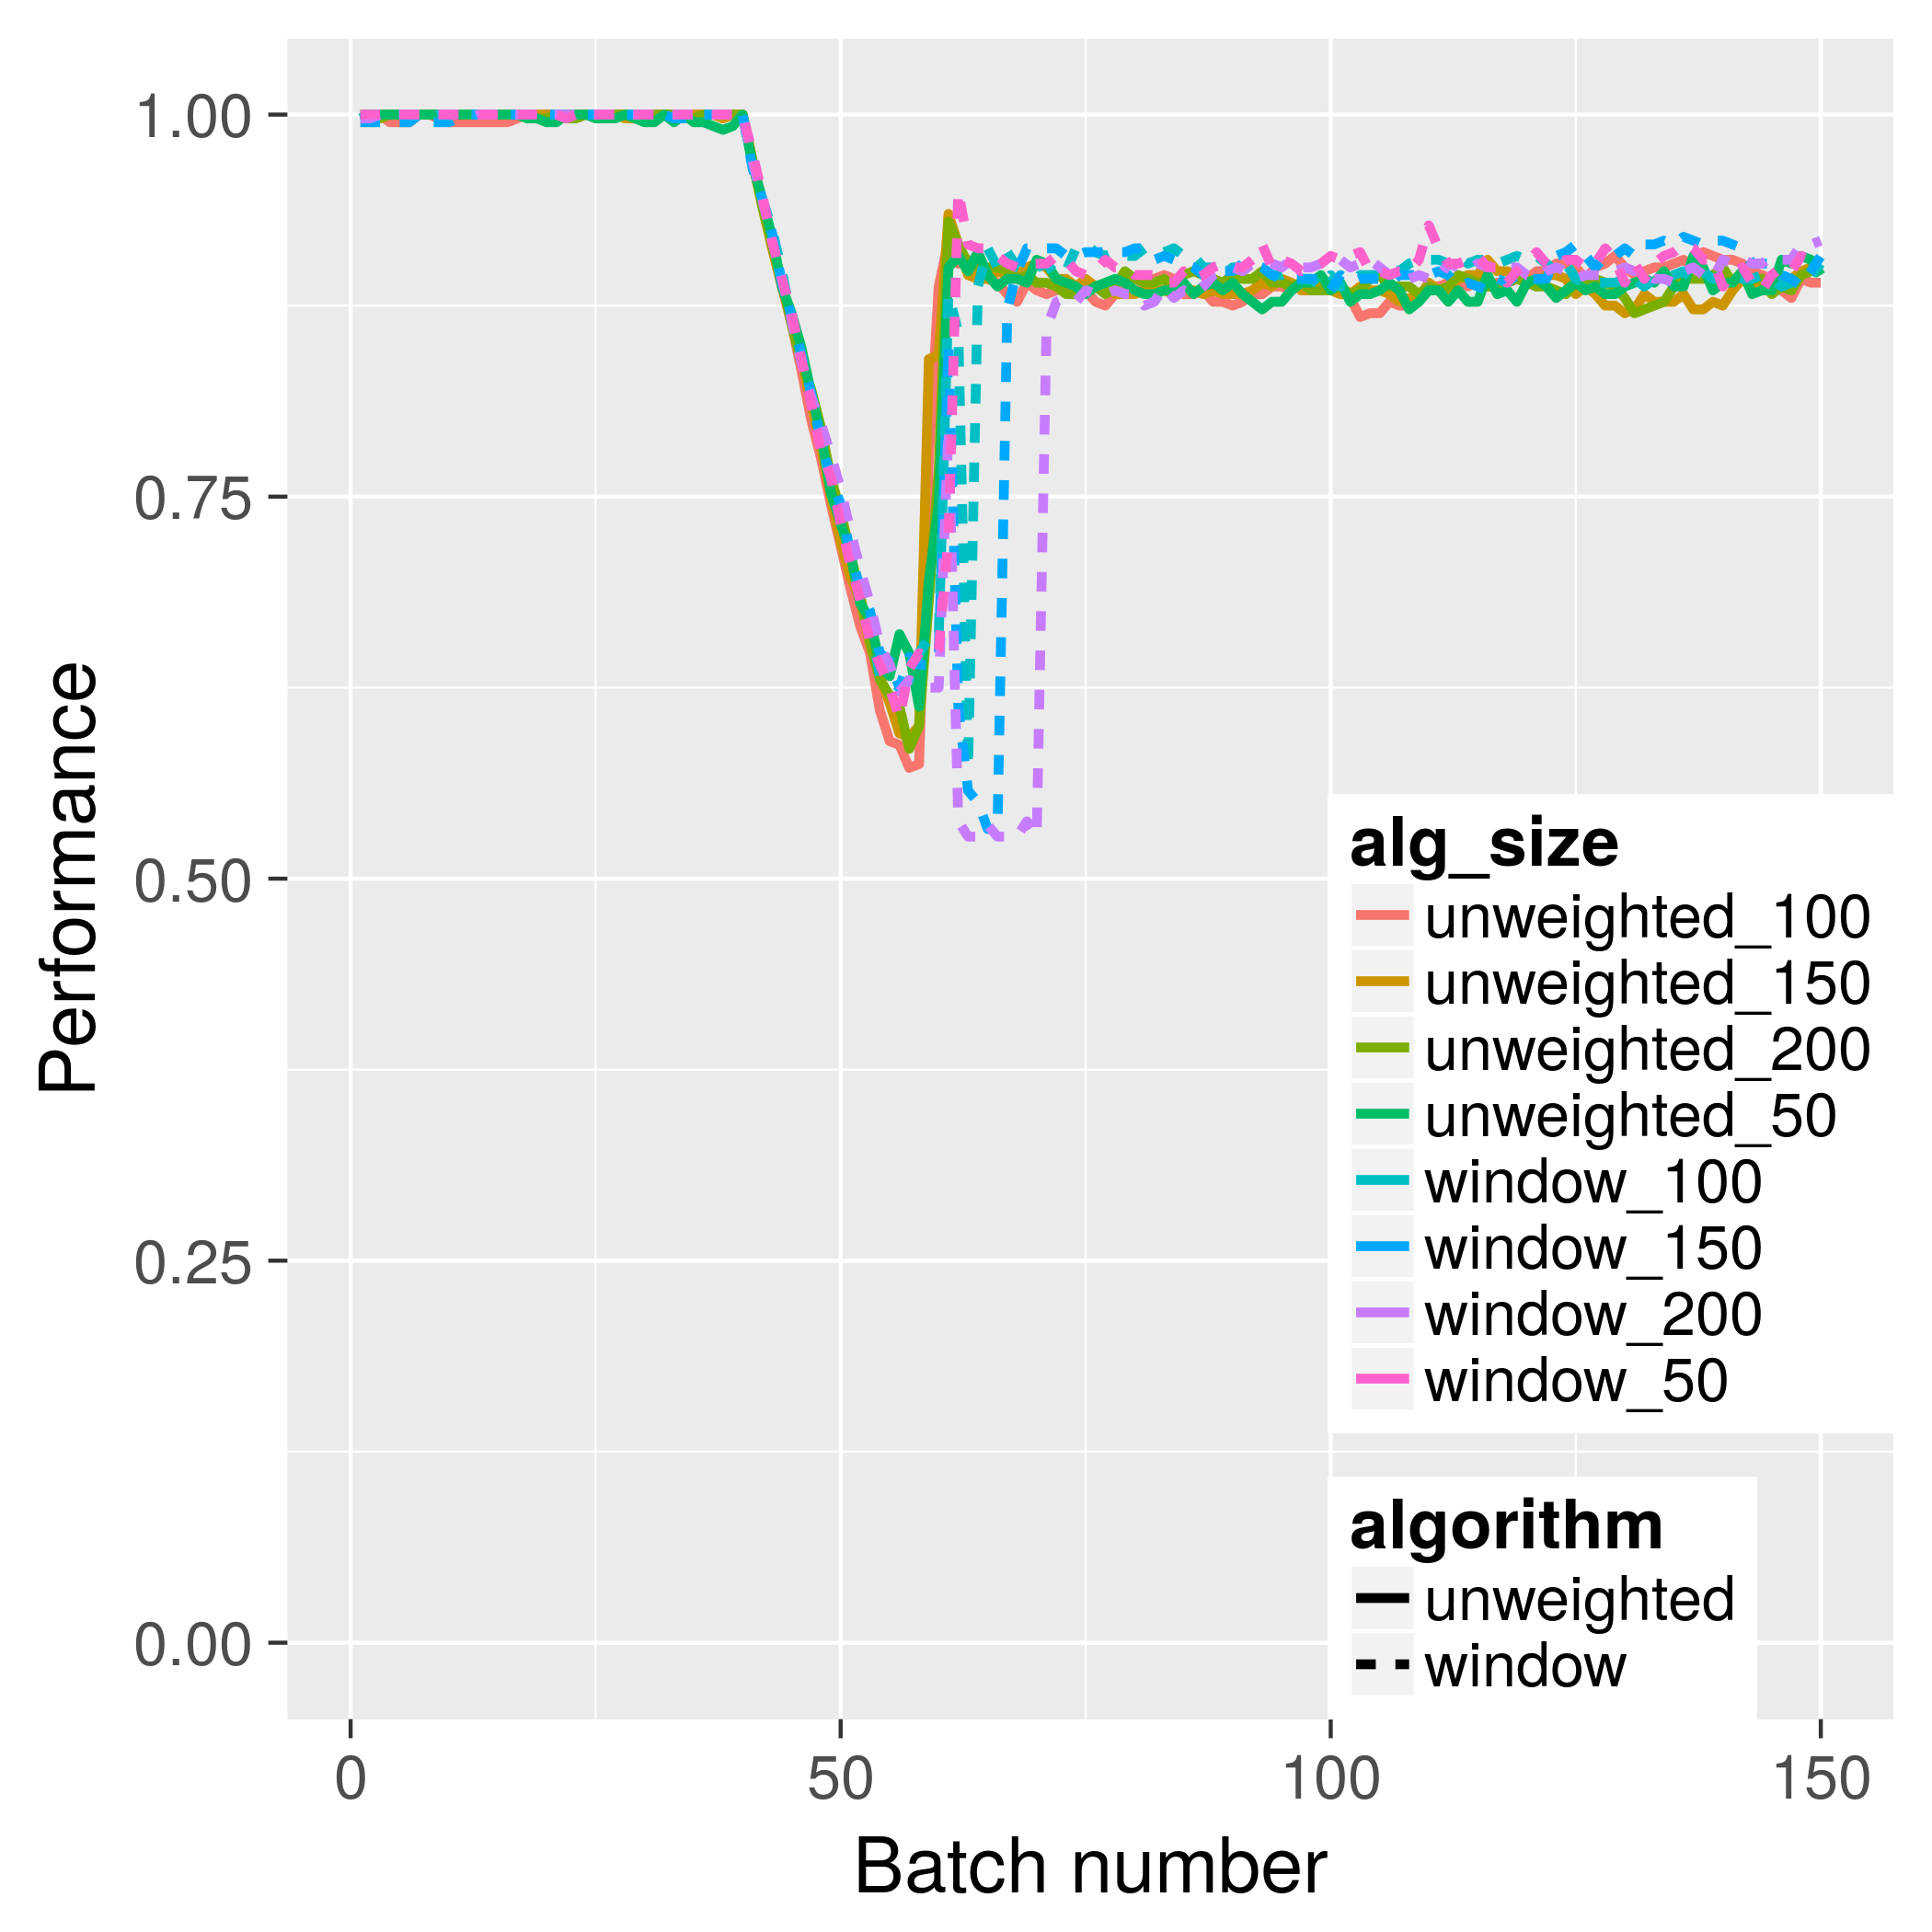 1.00
0.75
0.50
0.25
0.00
Performance
0
50
100
150
Batch number
alg_size
unweighted_100
unweighted_150
unweighted_200
unweighted_50
window_100
window_150
window_200
window_50
algorithm
unweighted
window